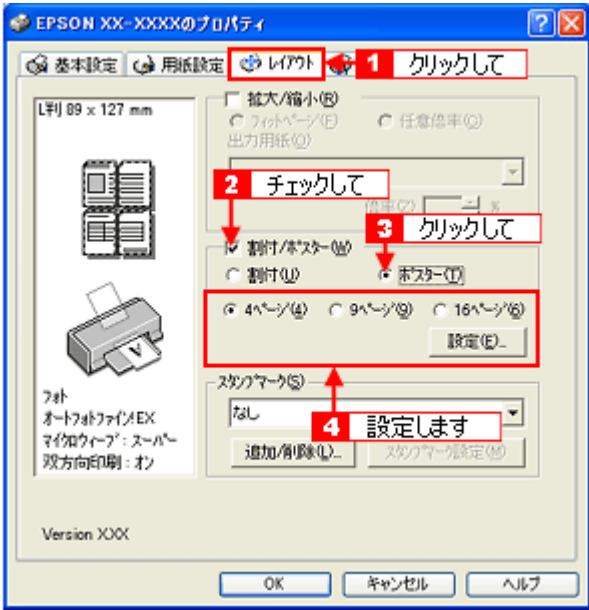 EPSON XX-XXXXのプロパティ
基本設定 用紙設定 レイアウト 1 クリックして
L判 89 x 127 mm
拡大/縮小(R)
フィットページ(F) 任意倍率(O)
出力用紙(O)
2 チェックして
倍率(Z) %
3 クリックして
割付/ポスター(W)
割付(U) ポスター(T)
4ページ(4) 9ページ(9) 16ページ(6)
設定(E)...
スタンプマーク(S)
なし
4 設定します
追加/削除(L)... スタンプマーク設定(M)
フォト
オートフォトファイン!EX
マイクロウィーブ : スーパー
双方向印刷 : オン
Version XXX
OK キャンセル ヘルプ